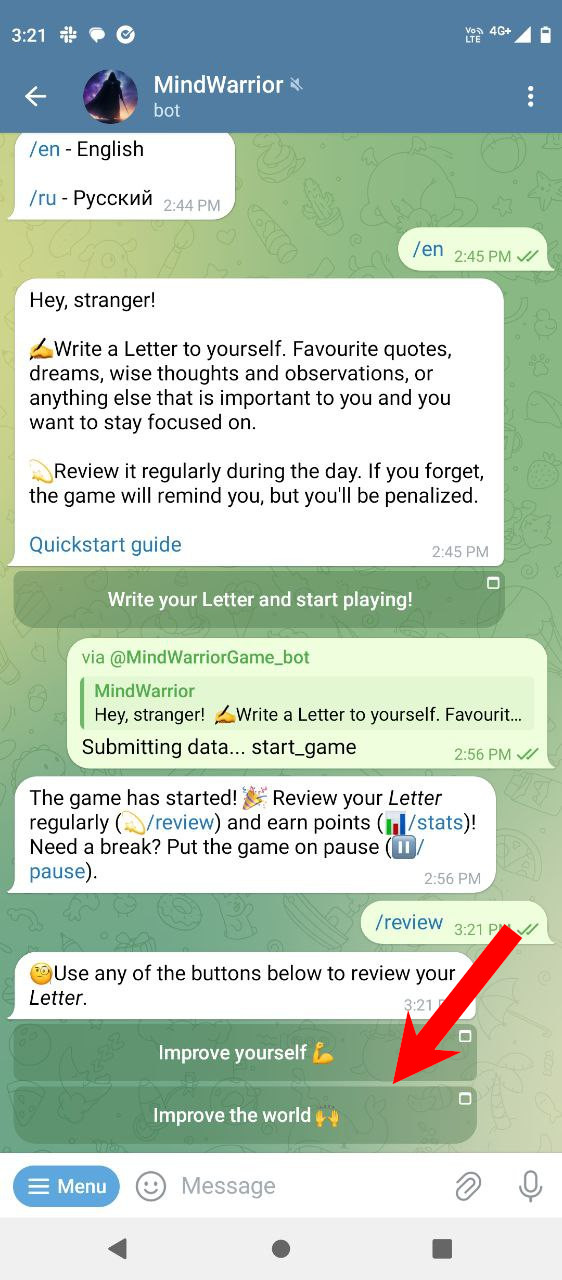 3:21
Vo)) LTE 4G+
MindWarrior
bot
/en - English
/ru - Русский 2:44 PM
/en 2:45 PM
Hey, stranger!
✍️Write a Letter to yourself. Favourite quotes,
dreams, wise thoughts and observations, or
anything else that is important to you and you
want to stay focused on.
💫Review it regularly during the day. If you forget,
the game will remind you, but you'll be penalized.
Quickstart guide
2:45 PM
Write your Letter and start playing!
via @MindWarriorGame_bot
MindWarrior
Hey, stranger! ✍️Write a Letter to yourself. Favourit...
Submitting data... start_game
2:56 PM
The game has started! 🎉 Review your Letter
regularly (💫/review) and earn points (📊/stats)!
Need a break? Put the game on pause (⏸️/
pause).
2:56 PM
/review 3:21 PM
🧐Use any of the buttons below to review your
Letter.
3:21
Improve yourself 💪
Improve the world 🙌
Menu
Message